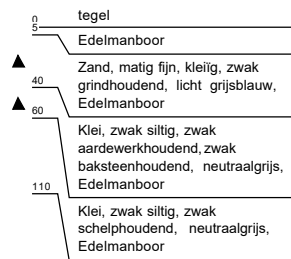 0
tegel
5
Edelmanboor
Zand, matig fijn, kleiïg, zwak
grindhoudend, licht grijsblauw,
40
Edelmanboor
60
Klei, zwak siltig, zwak
aardewerkhoudend, zwak
baksteenhoudend, neutraalgrijs,
Edelmanboor
110
Klei, zwak siltig, zwak
schelphoudend, neutraalgrijs,
Edelmanboor